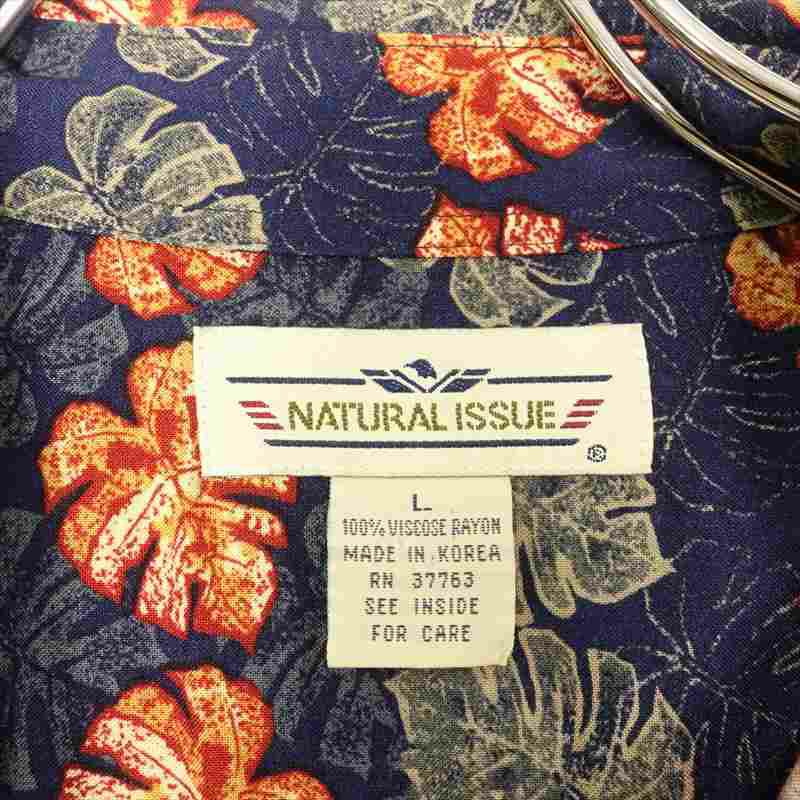 NATURAL ISSUE
®
L
100% VISCOSE RAYON
MADE IN KOREA
RN 37763
SEE INSIDE
FOR CARE